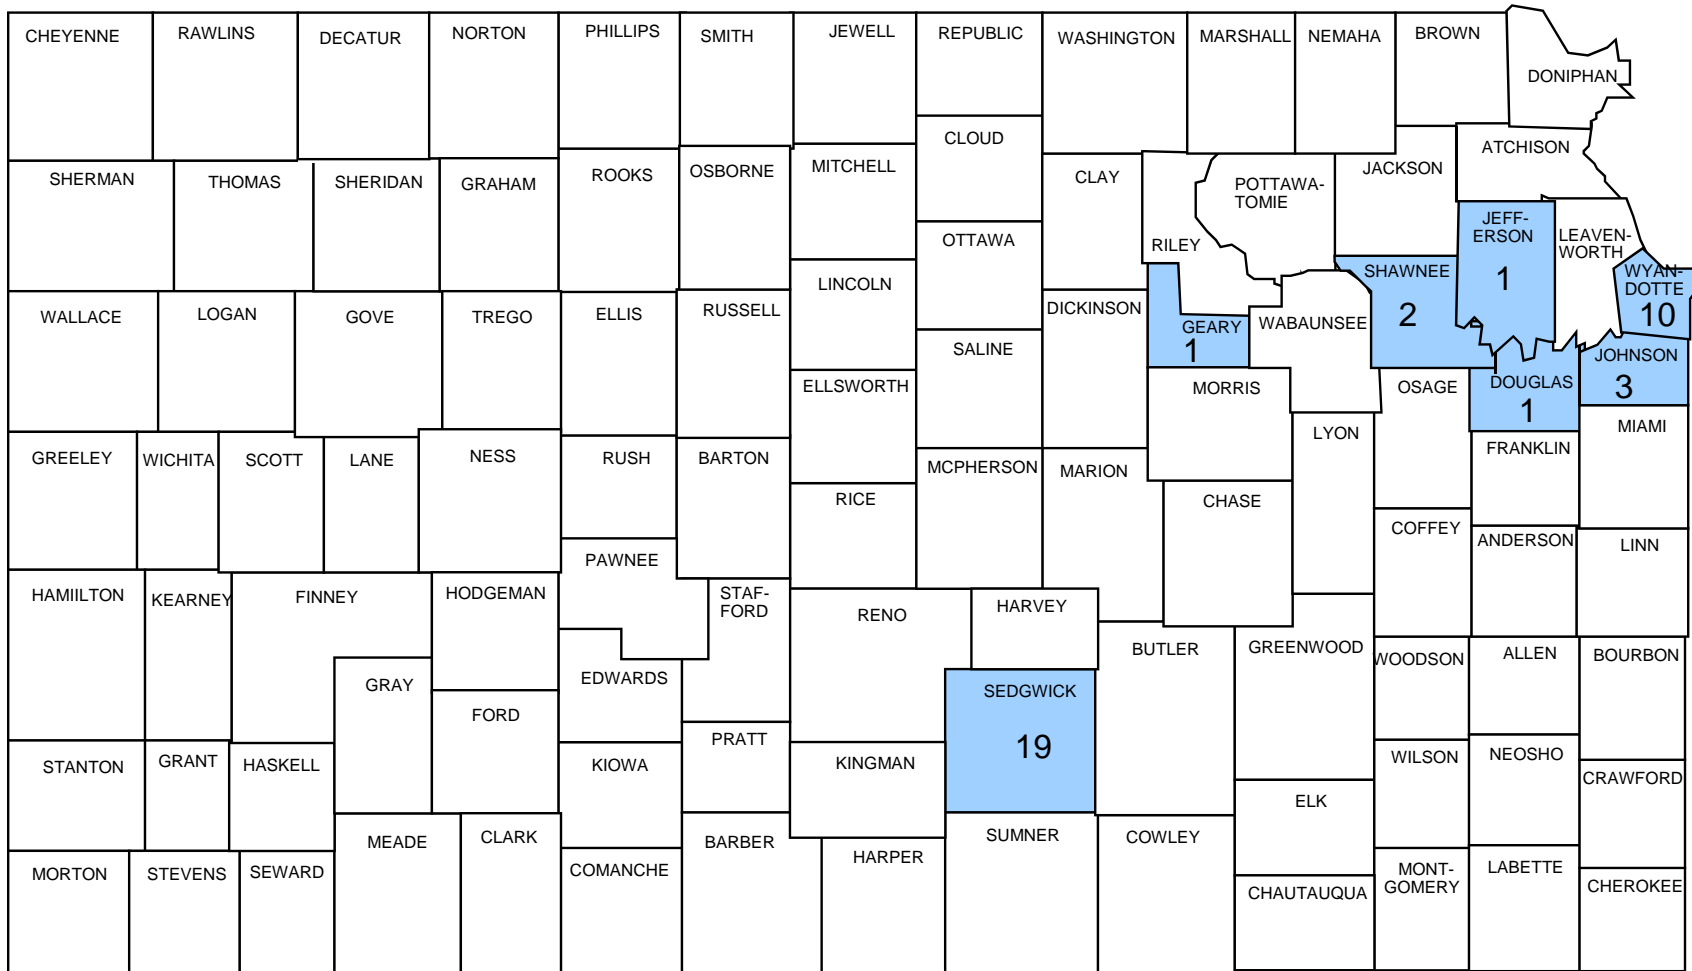 CHEYENNE
RAWLINS
DECATUR
NORTON
PHILLIPS
SMITH
JEWELL
REPUBLIC
WASHINGTON
MARSHALL
NEMAHA
BROWN
DONIPHAN
CLOUD
ATCHISON
SHERMAN
THOMAS
SHERIDAN
GRAHAM
ROOKS
OSBORNE
MITCHELL
CLAY
POTTAWA-
TOMIE
JACKSON
JEFF-
ERSON
1
OTTAWA
RILEY
LEAVEN-
WORTH
WALLACE
LOGAN
GOVE
TREGO
ELLIS
RUSSELL
LINCOLN
DICKINSON
GEARY
1
WABAUNSEE
SHAWNEE
2
WYAN-
DOTTE
10
SALINE
JOHNSON
3
ELLSWORTH
MORRIS
OSAGE
DOUGLAS
1
GREELEY
WICHITA
SCOTT
LANE
NESS
RUSH
BARTON
MCPHERSON
MARION
LYON
FRANKLIN
MIAMI
RICE
CHASE
COFFEY
ANDERSON
LINN
HAMIILTON
KEARNEY
FINNEY
HODGEMAN
PAWNEE
STAF-
FORD
RENO
HARVEY
BUTLER
GREENWOOD
WOODSON
ALLEN
BOURBON
GRAY
FORD
EDWARDS
SEDGWICK
19
STANTON
GRANT
HASKELL
KIOWA
PRATT
KINGMAN
WILSON
NEOSHO
CRAWFORD
ELK
MORTON
STEVENS
SEWARD
MEADE
CLARK
COMANCHE
BARBER
HARPER
SUMNER
COWLEY
CHAUTAUQUA
MONT-
GOMERY
LABETTE
CHEROKEE